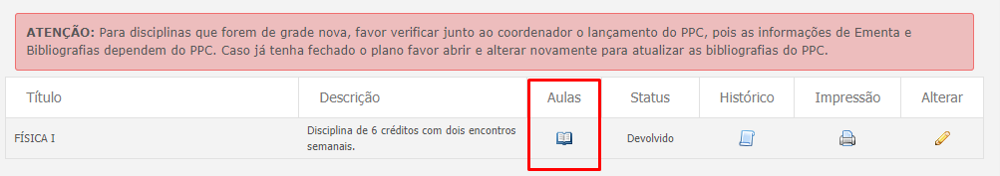 ATENÇÃO: Para disciplinas que forem de grade nova, favor verificar junto ao coordenador o lançamento do PPC, pois as informações de Ementa e
Bibliografias dependem do PPC. Caso já tenha fechado o plano favor abrir e alterar novamente para atualizar as bibliografias do PPC.
Título Descrição Aulas Status Histórico Impressão Alterar
FÍSICA I Disciplina de 6 créditos com dois encontros semanais. Devolvido